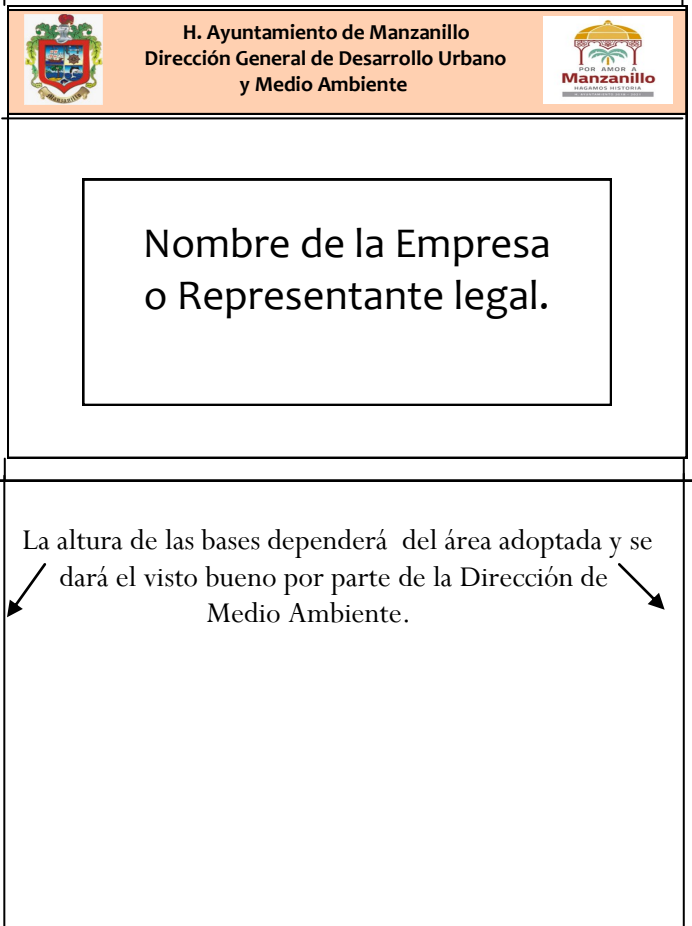 H. Ayuntamiento de Manzanillo
Dirección General de Desarrollo Urbano
y Medio Ambiente
POR AMOR A
Manzanillo
HAGAMOS HISTORIA
Nombre de la Empresa
o Representante legal.
La altura de las bases dependerá del área adoptada y se
dará el visto bueno por parte de la Dirección de
Medio Ambiente.